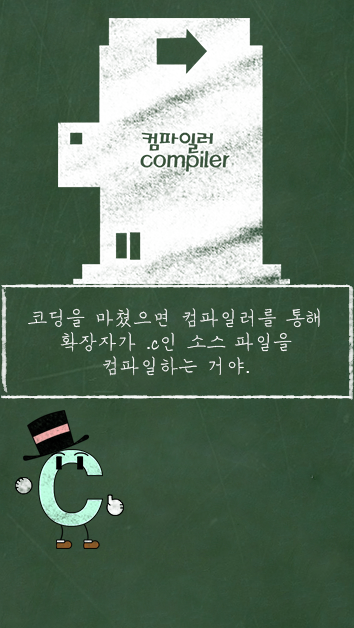 컴파일러
compiler
코딩을 마쳤으면 컴파일러를 통해
확장자가 .c인 소스 파일을
컴파일하는 거야.
C